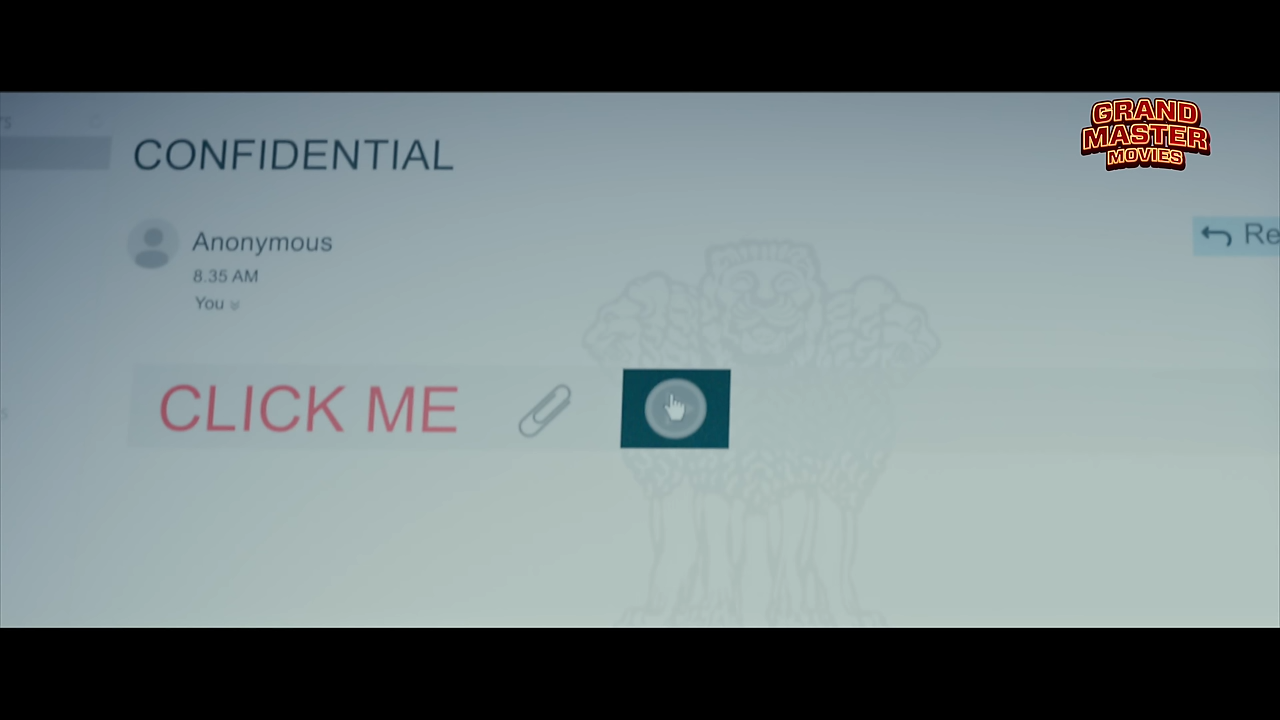 GRAND
MASTER
MOVIES
CONFIDENTIAL
Anonymous
Re
8.35 AM
You
CLICK ME